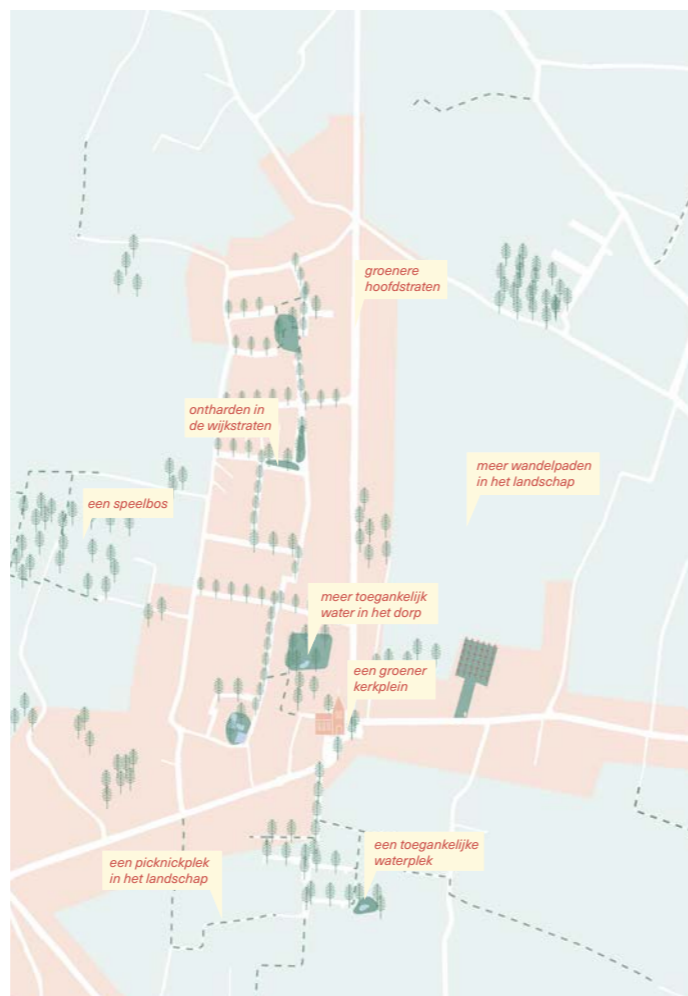 groenere
hoofdstraten
ontharden in
de wijkstraten
meer wandelpaden
in het landschap
een speelbos
meer toegankelijk
water in het dorp
een groener
kerkplein
een toegankelijke
waterplek
een picknickplek
in het landschap